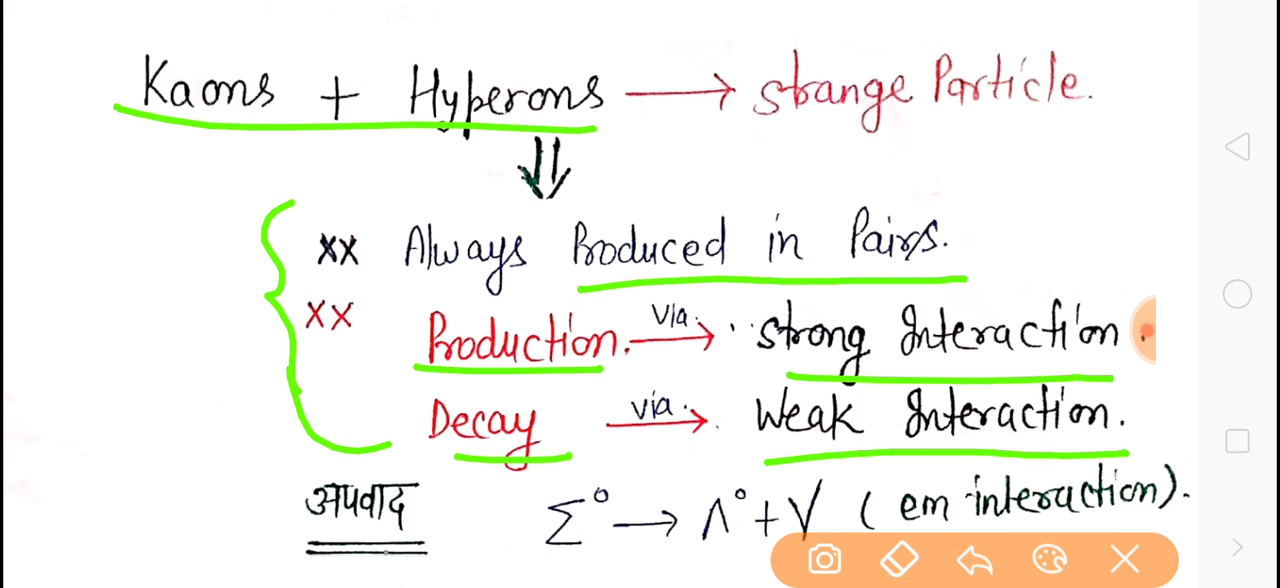 Kaons + Hyperons → strange Particle.
⇓
xx Always Produced in Pairs.
xx Production. via. → strong Interaction
Decay via. → Weak Interaction.
अपवाद Σ° → Λ° + γ (em interaction).